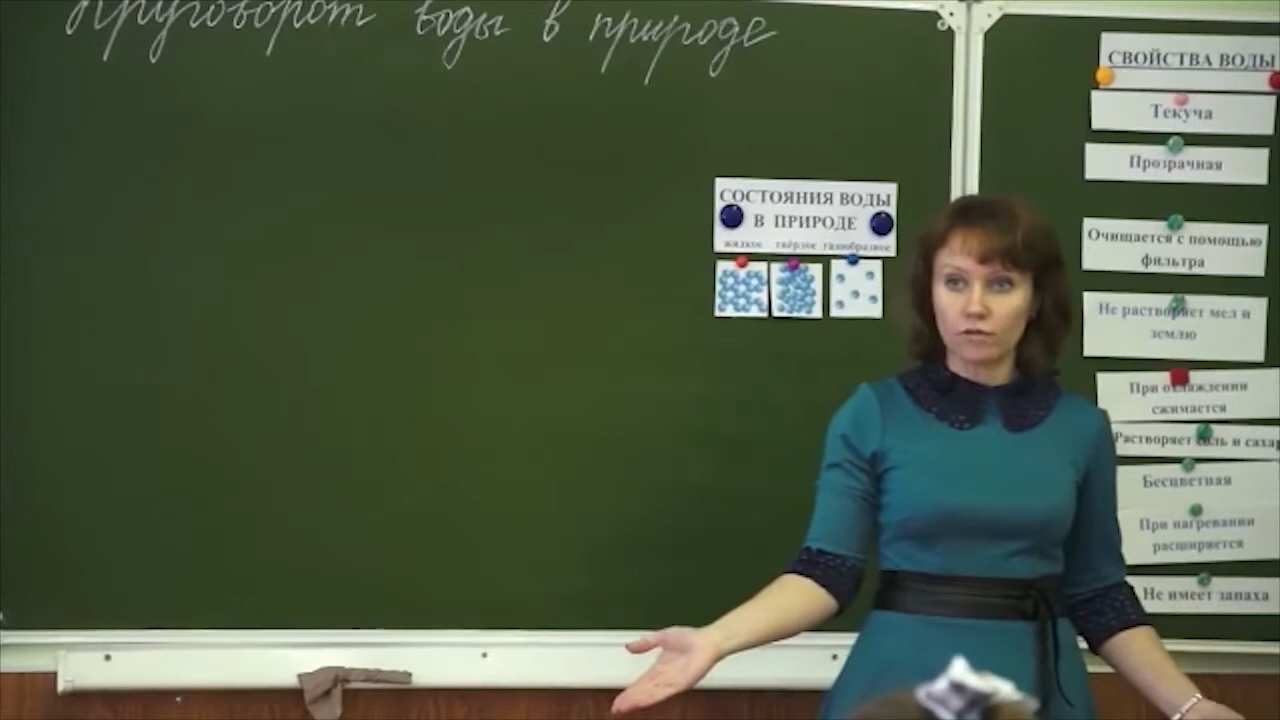 Круговорот воды в природе
СОСТОЯНИЯ ВОДЫ
В ПРИРОДЕ
жидкое твёрдое газообразное
СВОЙСТВА ВОДЫ
Текуча
Прозрачная
Очищается с помощью
фильтра
Не растворяет мел и
землю
При охлаждении
сжимается
Растворяет соль и сахар
Бесцветная
При нагревании
расширяется
Не имеет запаха